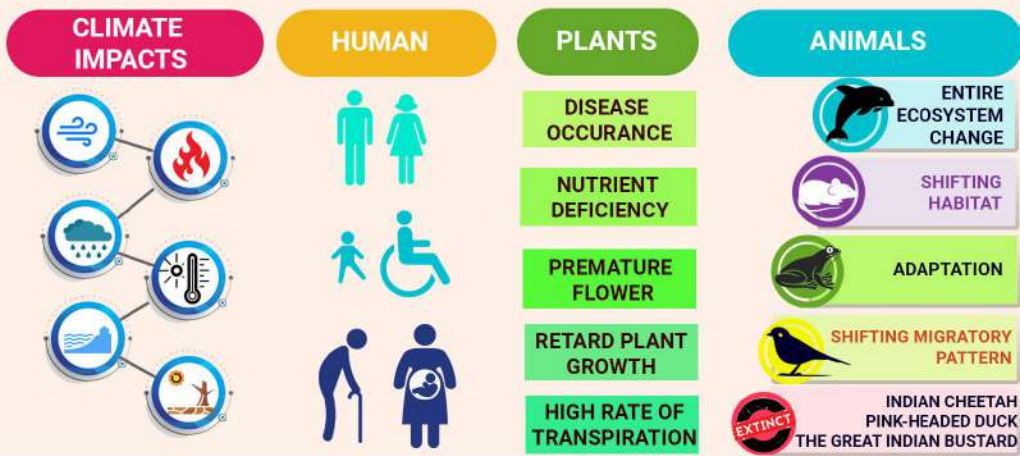 CLIMATE
IMPACTS
HUMAN
PLANTS
DISEASE
OCCURANCE
NUTRIENT
DEFICIENCY
PREMATURE
FLOWER
RETARD PLANT
GROWTH
HIGH RATE OF
TRANSPIRATION
ANIMALS
ENTIRE
ECOSYSTEM
CHANGE
SHIFTING
HABITAT
ADAPTATION
SHIFTING MIGRATORY
PATTERN
EXTINCT
INDIAN CHEETAH
PINK-HEADED DUCK
THE GREAT INDIAN BUSTARD